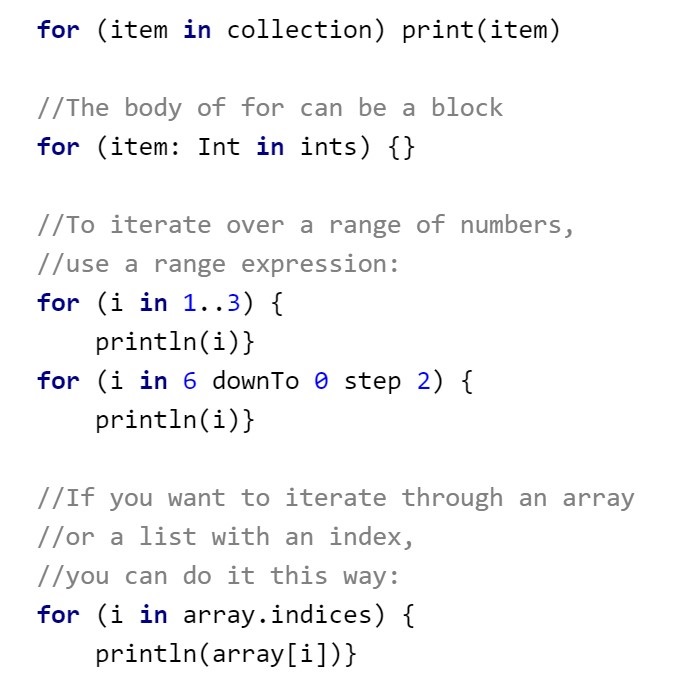 for (item in collection) print(item)
//The body of for can be a block
for (item: Int in ints) {}
//To iterate over a range of numbers,
//use a range expression:
for (i in 1..3) {
    println(i)}
for (i in 6 downTo 0 step 2) {
    println(i)}
//If you want to iterate through an array
//or a list with an index,
//you can do it this way:
for (i in array.indices) {
    println(array[i])}